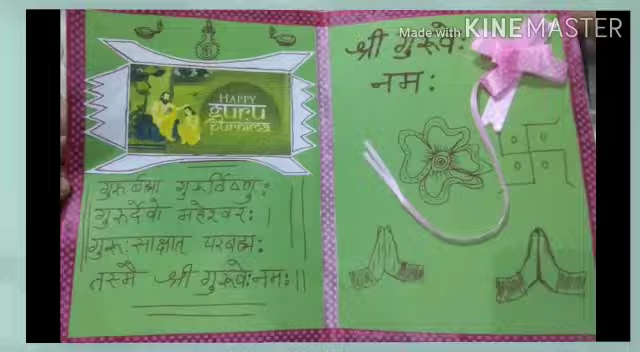 HAPPY
guru
purnima
गुरुर्ब्रह्मा गुरुर्विष्णुः
गुरुर्देवो महेश्वरः।
गुरूःसाक्षात् परब्रह्मः
तस्मै श्री गुरूवेःनमः॥
श्री गुरूवेः
नमः
Made with KINEMASTER